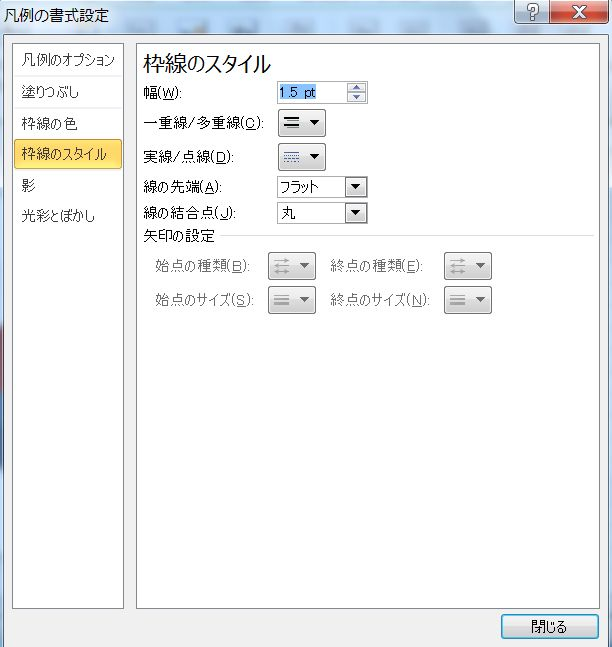 凡例の書式設定
凡例のオプション
塗りつぶし
枠線の色
枠線のスタイル
影
光彩とぼかし
枠線のスタイル
幅(W): 1.5 pt
一重線/多重線(C):
実線/点線(D):
線の先端(A): フラット
線の結合点(J): 丸
矢印の設定
始点の種類(B): 終点の種類(E):
始点のサイズ(S): 終点のサイズ(N):
閉じる